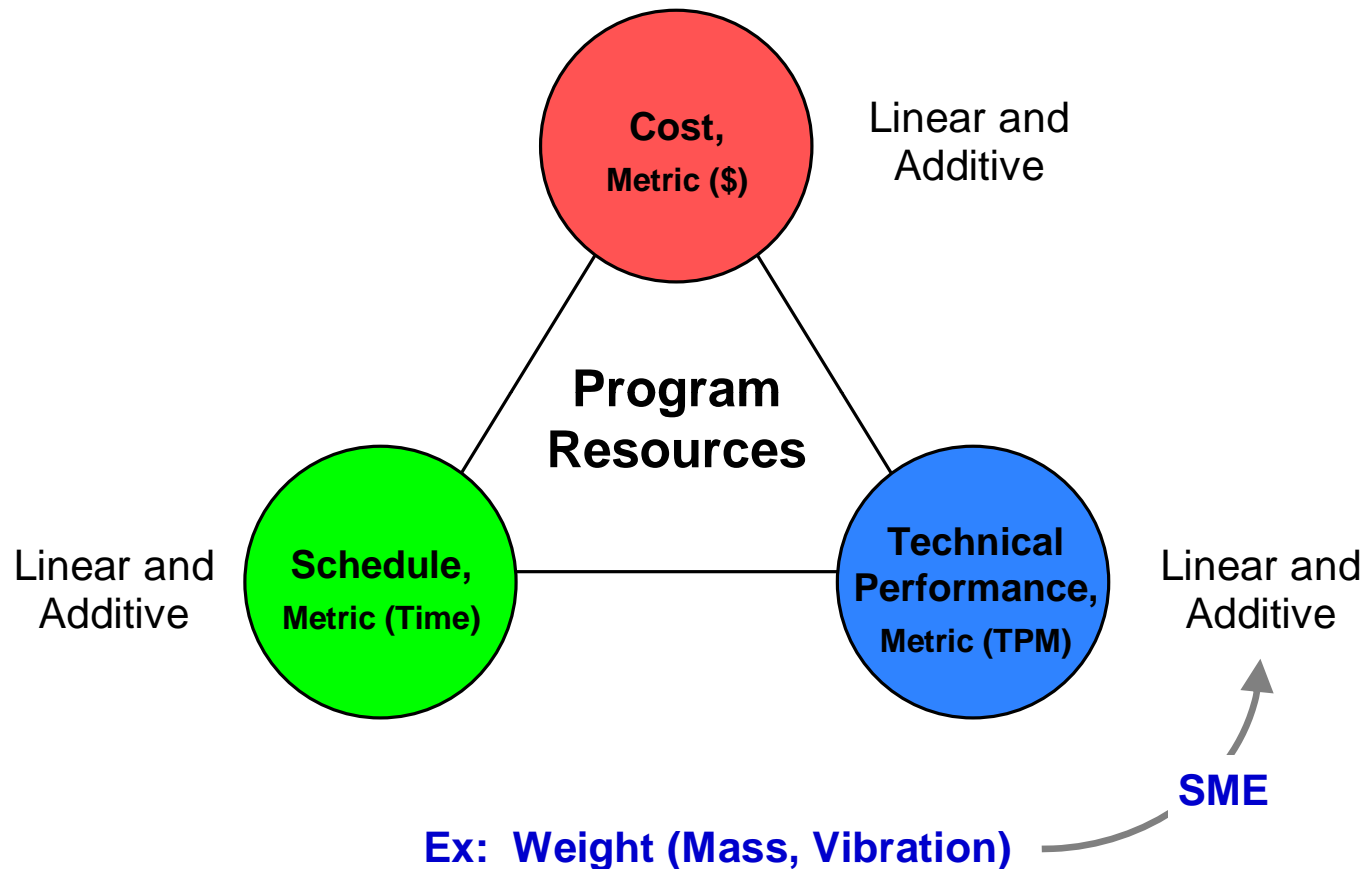 Cost,
Metric ($)
Linear and
Additive
Program
Resources
Linear and
Additive
Schedule,
Metric (Time)
Technical
Performance,
Metric (TPM)
Linear and
Additive
SME
Ex:  Weight (Mass, Vibration)